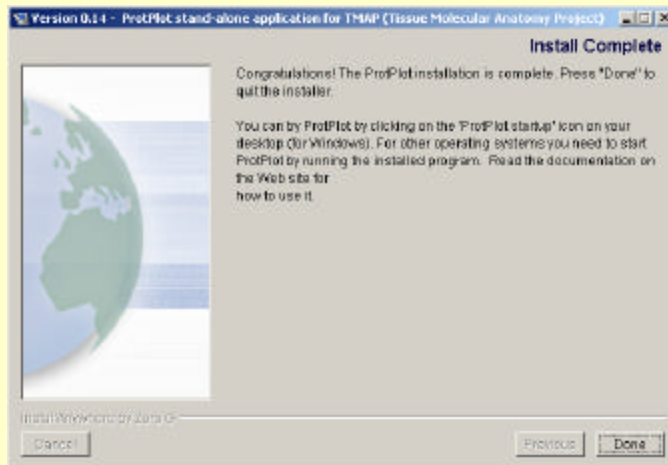 Version 0.14 - ProtPlot stand-alone application for TMAP (Tissue Molecular Anatomy Project)
Install Complete
Congratulations! The ProtPlot installation is complete. Press "Done" to
quit the installer.
You can by ProtPlot by clicking on the 'ProtPlot startup' icon on your
desktop (for Windows). For other operating systems you need to start
ProtPlot by running the installed program. Read the documentation on
the Web site for
how to use it.
InstallAnywhere by Zero G
Cancel
Previous
Done